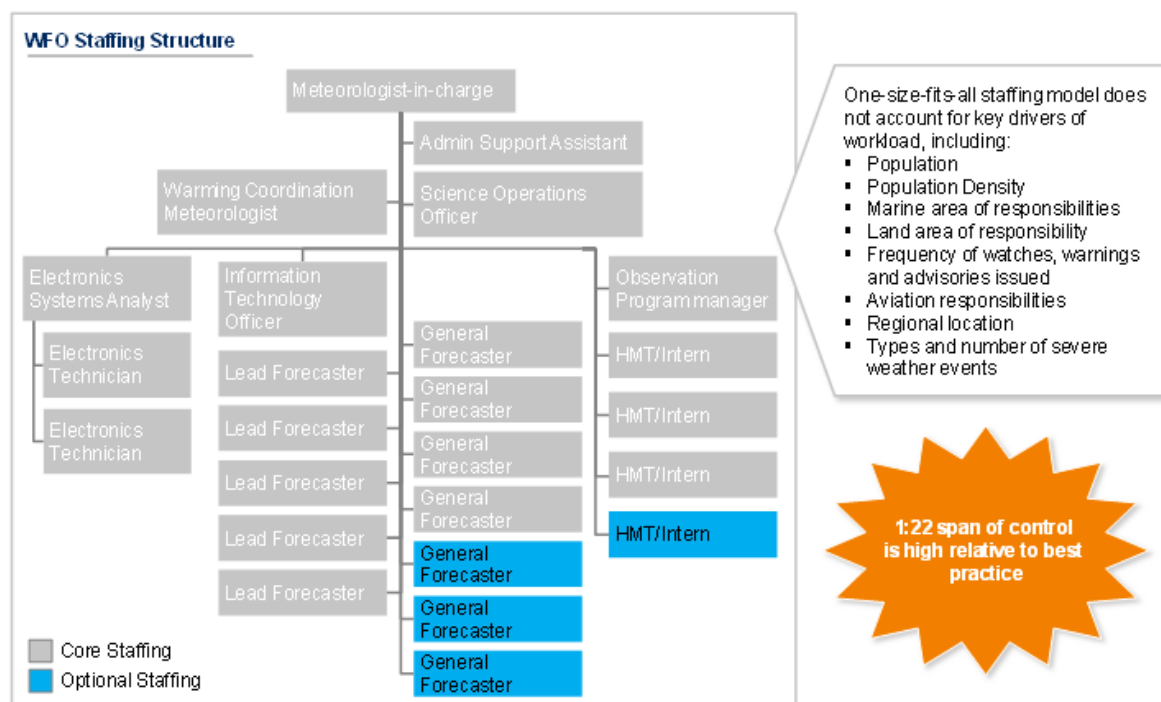 WFO Staffing Structure
Meteorologist-in-charge
Admin Support Assistant
Warming Coordination
Meteorologist
Science Operations
Officer
Electronics
Systems Analyst
Information
Technology
Officer
Observation
Program manager
Electronics
Technician
Electronics
Technician
Lead Forecaster
Lead Forecaster
Lead Forecaster
Lead Forecaster
Lead Forecaster
General
Forecaster
General
Forecaster
General
Forecaster
General
Forecaster
General
Forecaster
General
Forecaster
General
Forecaster
HMT/Intern
HMT/Intern
HMT/Intern
HMT/Intern
Core Staffing
Optional Staffing
One-size-fits-all staffing model does
not account for key drivers of
workload, including:
▪ Population
▪ Population Density
▪ Marine area of responsibilities
▪ Land area of responsibility
▪ Frequency of watches, warnings
and advisories issued
▪ Aviation responsibilities
▪ Regional location
▪ Types and number of severe
weather events
1:22 span of control
is high relative to best
practice